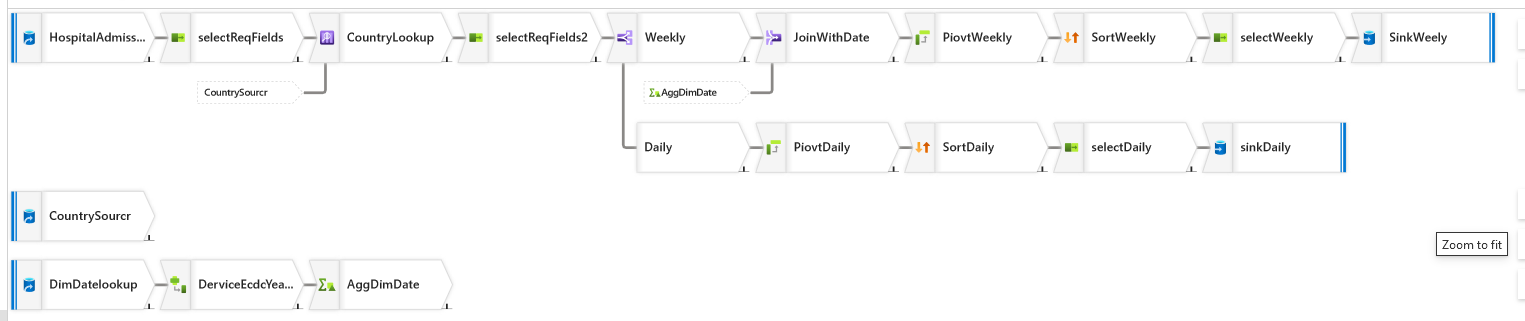 HospitalAdmiss...
selectReqFields
CountryLookup
selectReqFields2
Weekly
JoinWithDate
PiovtWeekly
SortWeekly
selectWeekly
SinkWeely
CountrySourcr
AggDimDate
Daily
PiovtDaily
SortDaily
selectDaily
sinkDaily
CountrySourcr
Zoom to fit
DimDatelookup
DerviceEcdcYea...
AggDimDate